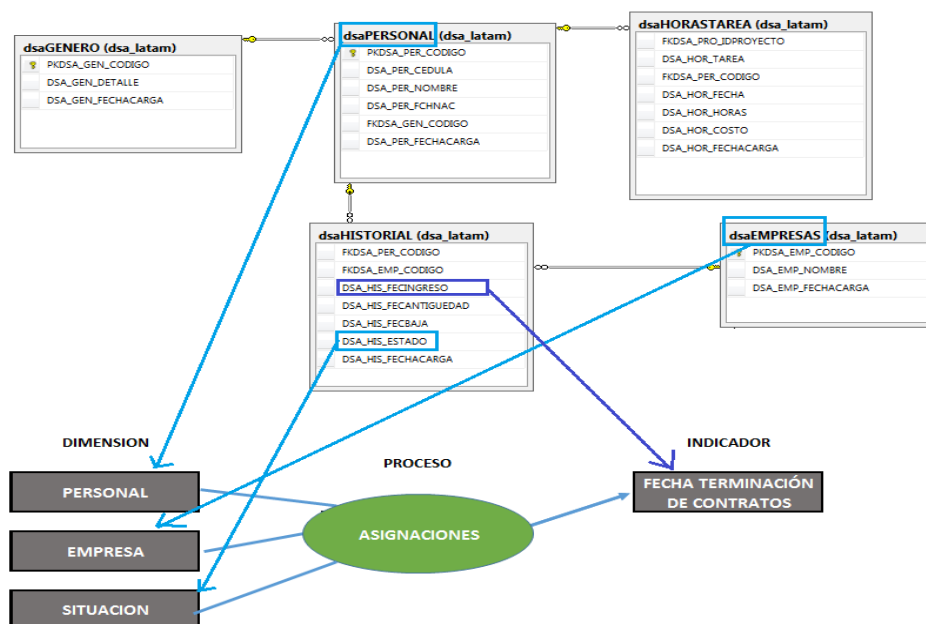 dsaGENERO (dsa_latam)
PKDSA_GEN_CODIGO
DSA_GEN_DETALLE
DSA_GEN_FECHACARGA
dsaPERSONAL (dsa_latam)
PKDSA_PER_CODIGO
DSA_PER_CEDULA
DSA_PER_NOMBRE
DSA_PER_FCHNAC
FKDSA_GEN_CODIGO
DSA_PER_FECHACARGA
dsaHORASTAREA (dsa_latam)
FKDSA_PRO_IDPROYECTO
DSA_HOR_TAREA
FKDSA_PER_CODIGO
DSA_HOR_FECHA
DSA_HOR_HORAS
DSA_HOR_COSTO
DSA_HOR_FECHACARGA
dsaHISTORIAL (dsa_latam)
FKDSA_PER_CODIGO
FKDSA_EMP_CODIGO
DSA_HIS_FECINGRESO
DSA_HIS_FECANTIGUEDAD
DSA_HIS_FECBAJA
DSA_HIS_ESTADO
DSA_HIS_FECHACARGA
dsaEMPRESAS (dsa_latam)
PKDSA_EMP_CODIGO
DSA_EMP_NOMBRE
DSA_EMP_FECHACARGA
DIMENSION
PROCESO
INDICADOR
PERSONAL
EMPRESA
SITUACION
ASIGNACIONES
FECHA TERMINACIÓN
DE CONTRATOS